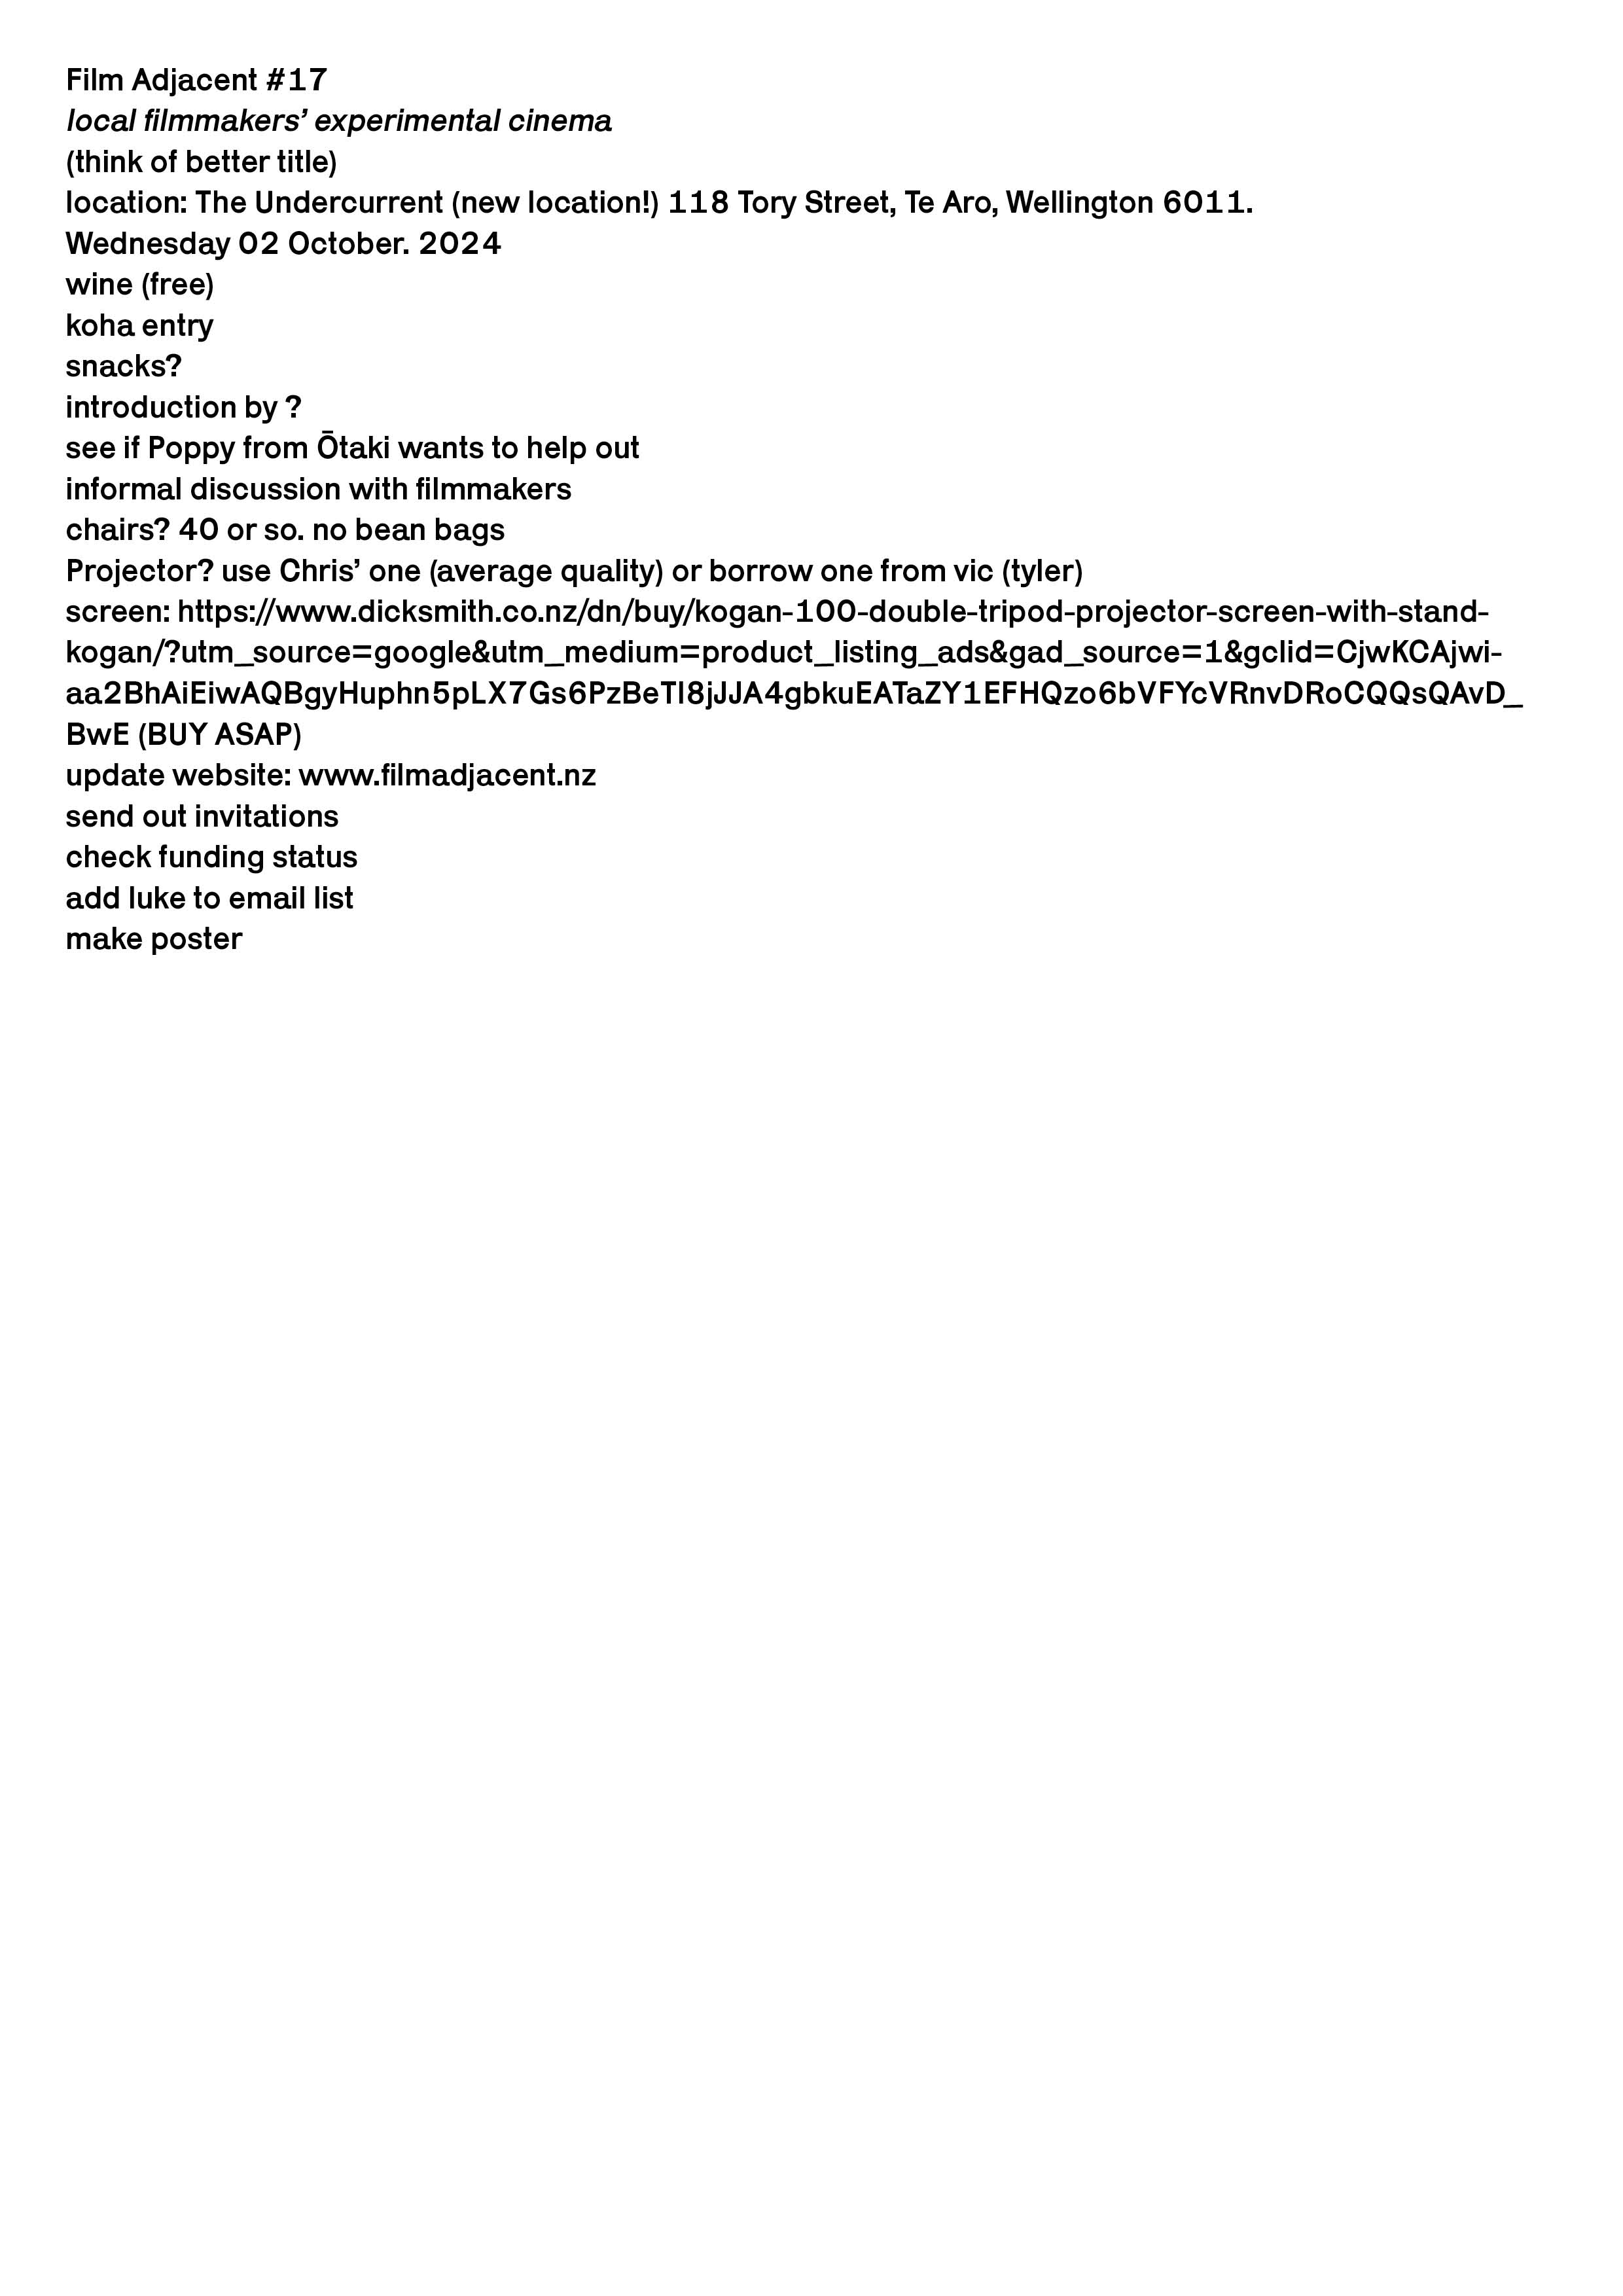 Film Adjacent #17
local filmmakers’ experimental cinema
(think of better title)
location: The Undercurrent (new location!) 118 Tory Street, Te Aro, Wellington 6011.
Wednesday 02 October. 2024
wine (free)
koha entry
snacks?
introduction by ?
see if Poppy from Ōtaki wants to help out
informal discussion with filmmakers
chairs? 40 or so. no bean bags
Projector? use Chris’ one (average quality) or borrow one from vic (tyler)
screen: https://www.dicksmith.co.nz/dn/buy/kogan-100-double-tripod-projector-screen-with-stand-
kogan/?utm_source=google&utm_medium=product_listing_ads&gad_source=1&gclid=CjwKCAjwi-
aa2BhAiEiwAQBgyHuphn5pLX7Gs6PzBeTl8jJJA4gbkuEATaZY1EFHQzo6bVFYcVRnvDRoCQQsQAvD_
BwE (BUY ASAP)
update website: www.filmadjacent.nz
send out invitations
check funding status
add luke to email list
make poster